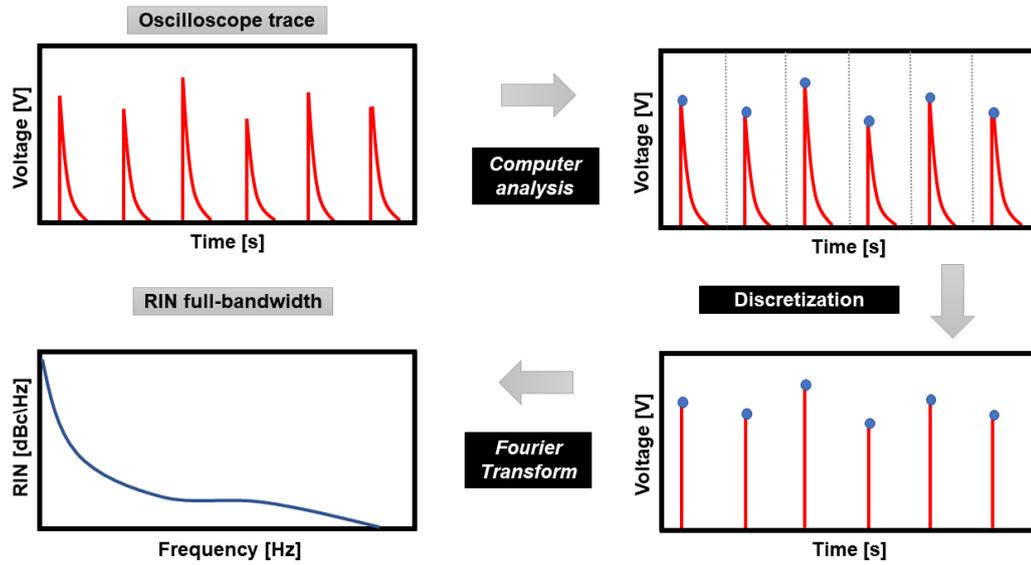 Oscilloscope trace
Voltage [V]
Time [s]
Computer
analysis
Voltage [V]
Time [s]
RIN full-bandwidth
Discretization
RIN [dBc\Hz]
Frequency [Hz]
Fourier
Transform
Voltage [V]
Time [s]